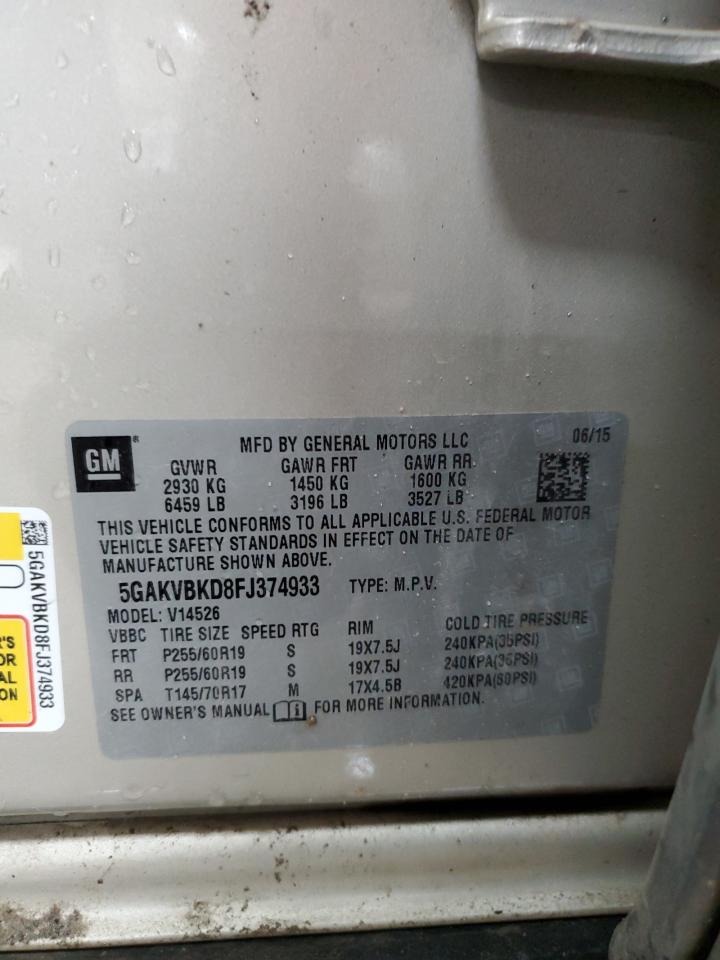 GM
MFD BY GENERAL MOTORS LLC 06/15
GVWR GAWR FRT GAWR RR
2930 KG 1450 KG 1600 KG
6459 LB 3196 LB 3527 LB
THIS VEHICLE CONFORMS TO ALL APPLICABLE U.S. FEDERAL MOTOR
VEHICLE SAFETY STANDARDS IN EFFECT ON THE DATE OF
MANUFACTURE SHOWN ABOVE.
5GAKVBKD8FJ374933 TYPE: M.P.V.
MODEL: V14526
VBBC TIRE SIZE SPEED RTG RIM COLD TIRE PRESSURE
FRT P255/60R19 S 19X7.5J 240KPA(35PSI)
RR P255/60R19 S 19X7.5J 240KPA(35PSI)
SPA T145/70R17 M 17X4.5B 420KPA(60PSI)
SEE OWNER'S MANUAL FOR MORE INFORMATION.
5GAKVBKD8FJ374933
R'S
OR
AL
ON